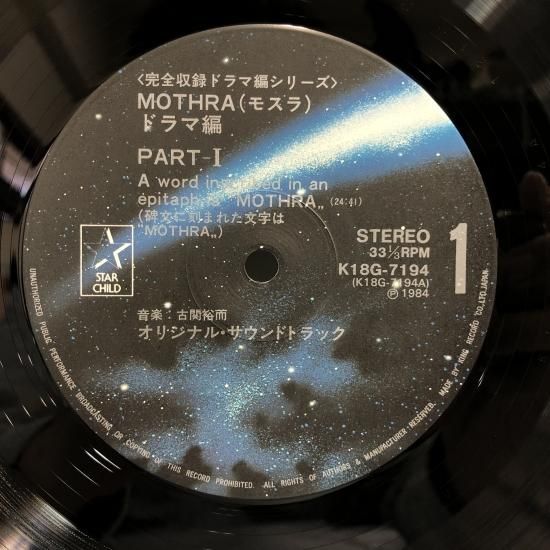 〈完全収録ドラマ編シリーズ〉
MOTHRA(モスラ)
ドラマ編
PART-I
A word in in an
epitaph is "MOTHRA„ (24:41)
(碑文に刻まれた文字は
"MOTHRA„)
STAR
CHILD
STEREO
33⅓RPM
K18G-7194
(K18G-7194A)
Ⓟ 1984
1
音楽:古関裕而
オリジナル・サウンドトラック
UNAUTHORIZED PUBLIC PERFORMANCE BROADCASTING OR COPYING OF THIS RECORD PROHIBITED. ALL RIGHTS OF AUTHORS & MANUFACTURER RESERVED. MADE BY KING RECORD CO.,LTD.JAPAN.